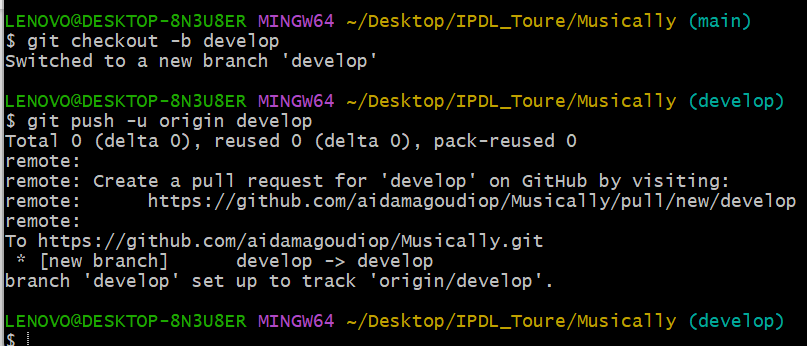 LENOVO@DESKTOP-8N3U8ER MINGW64 ~/Desktop/IPDL_Toure/Musically (main)
$ git checkout -b develop
Switched to a new branch 'develop'
LENOVO@DESKTOP-8N3U8ER MINGW64 ~/Desktop/IPDL_Toure/Musically (develop)
$ git push -u origin develop
Total 0 (delta 0), reused 0 (delta 0), pack-reused 0
remote:
remote: Create a pull request for 'develop' on GitHub by visiting:
remote:      https://github.com/aidamagoudiop/Musically/pull/new/develop
remote:
To https://github.com/aidamagoudiop/Musically.git
 * [new branch]      develop -> develop
branch 'develop' set up to track 'origin/develop'.
LENOVO@DESKTOP-8N3U8ER MINGW64 ~/Desktop/IPDL_Toure/Musically (develop)
$